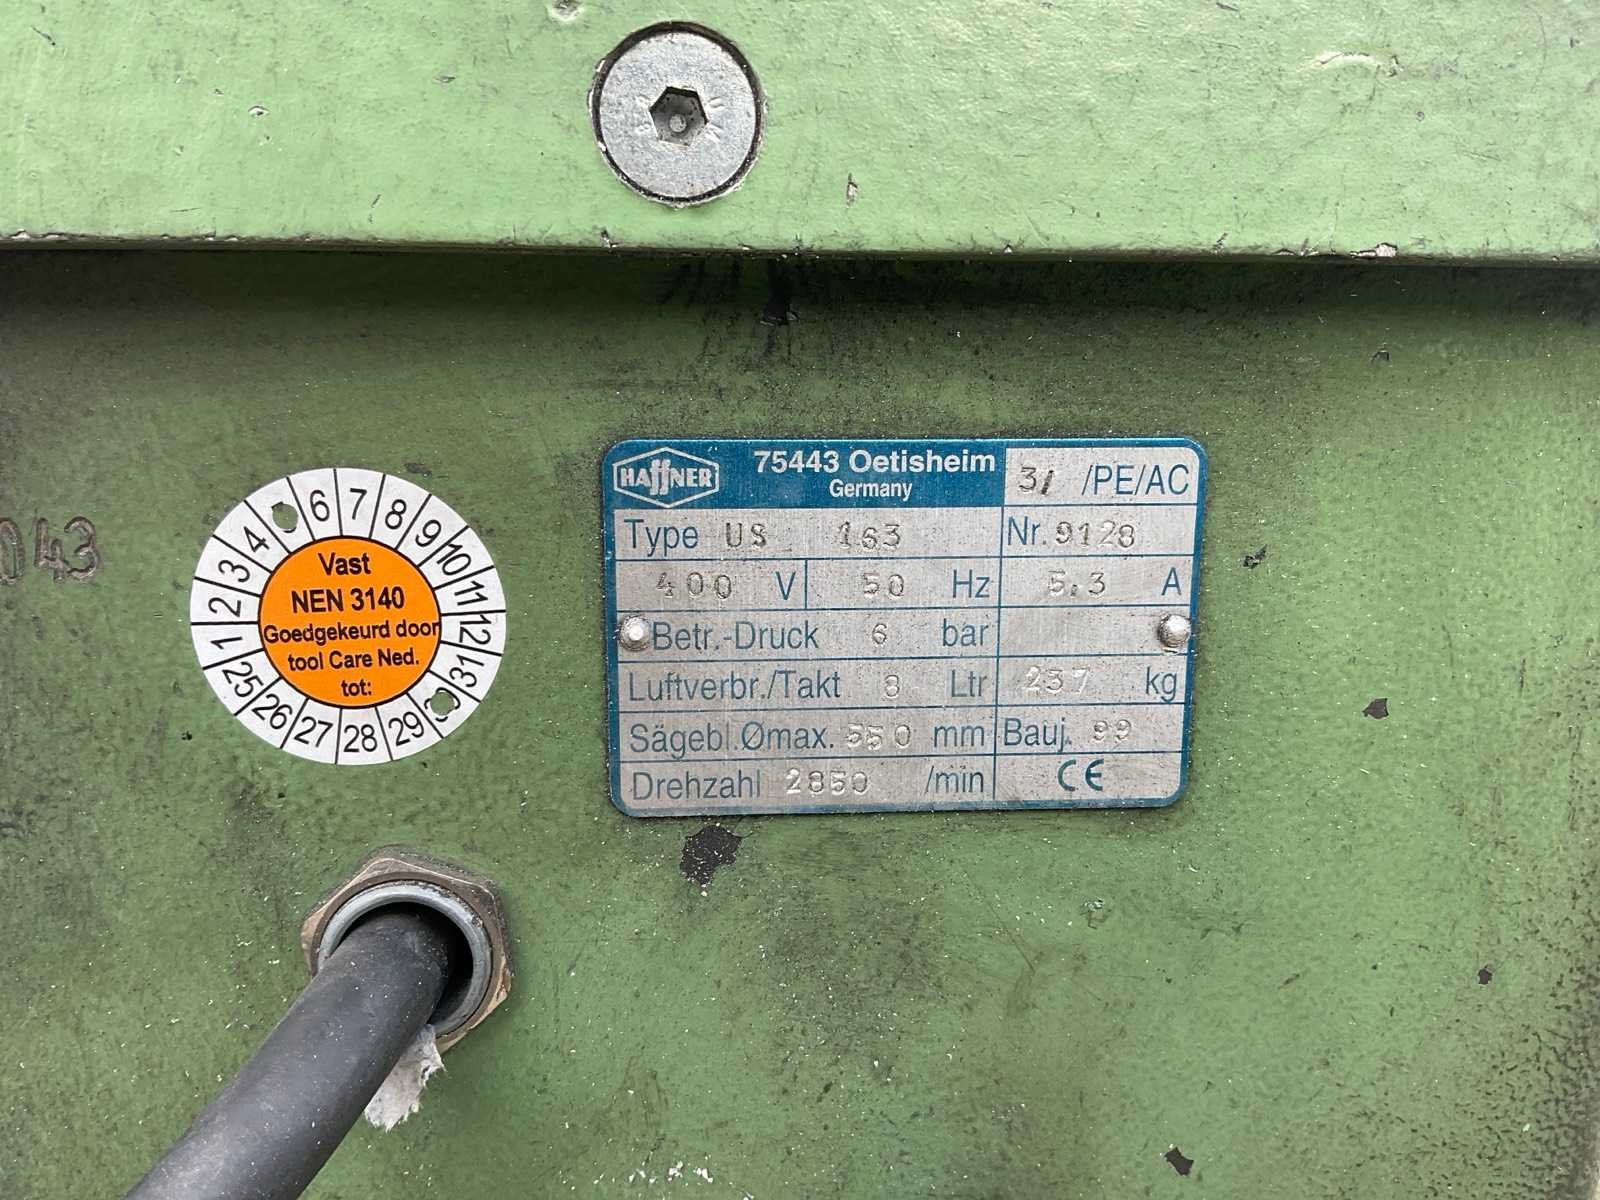 043
1 2 3 4 6 7 8 9 10 11 12 31 29 28 27 26 25
Vast
NEN 3140
Goedgekeurd door
tool Care Ned.
tot:
HAFFNER 75443 Oetisheim
Germany
3/ /PE/AC
Type US 163 Nr. 9128
400 V 50 Hz 5,3 A
Betr.-Druck 6 bar
Luftverbr./Takt 8 Ltr 237 kg
Sägebl.Ømax. 550 mm Bauj. 99
Drehzahl 2850 /min CE